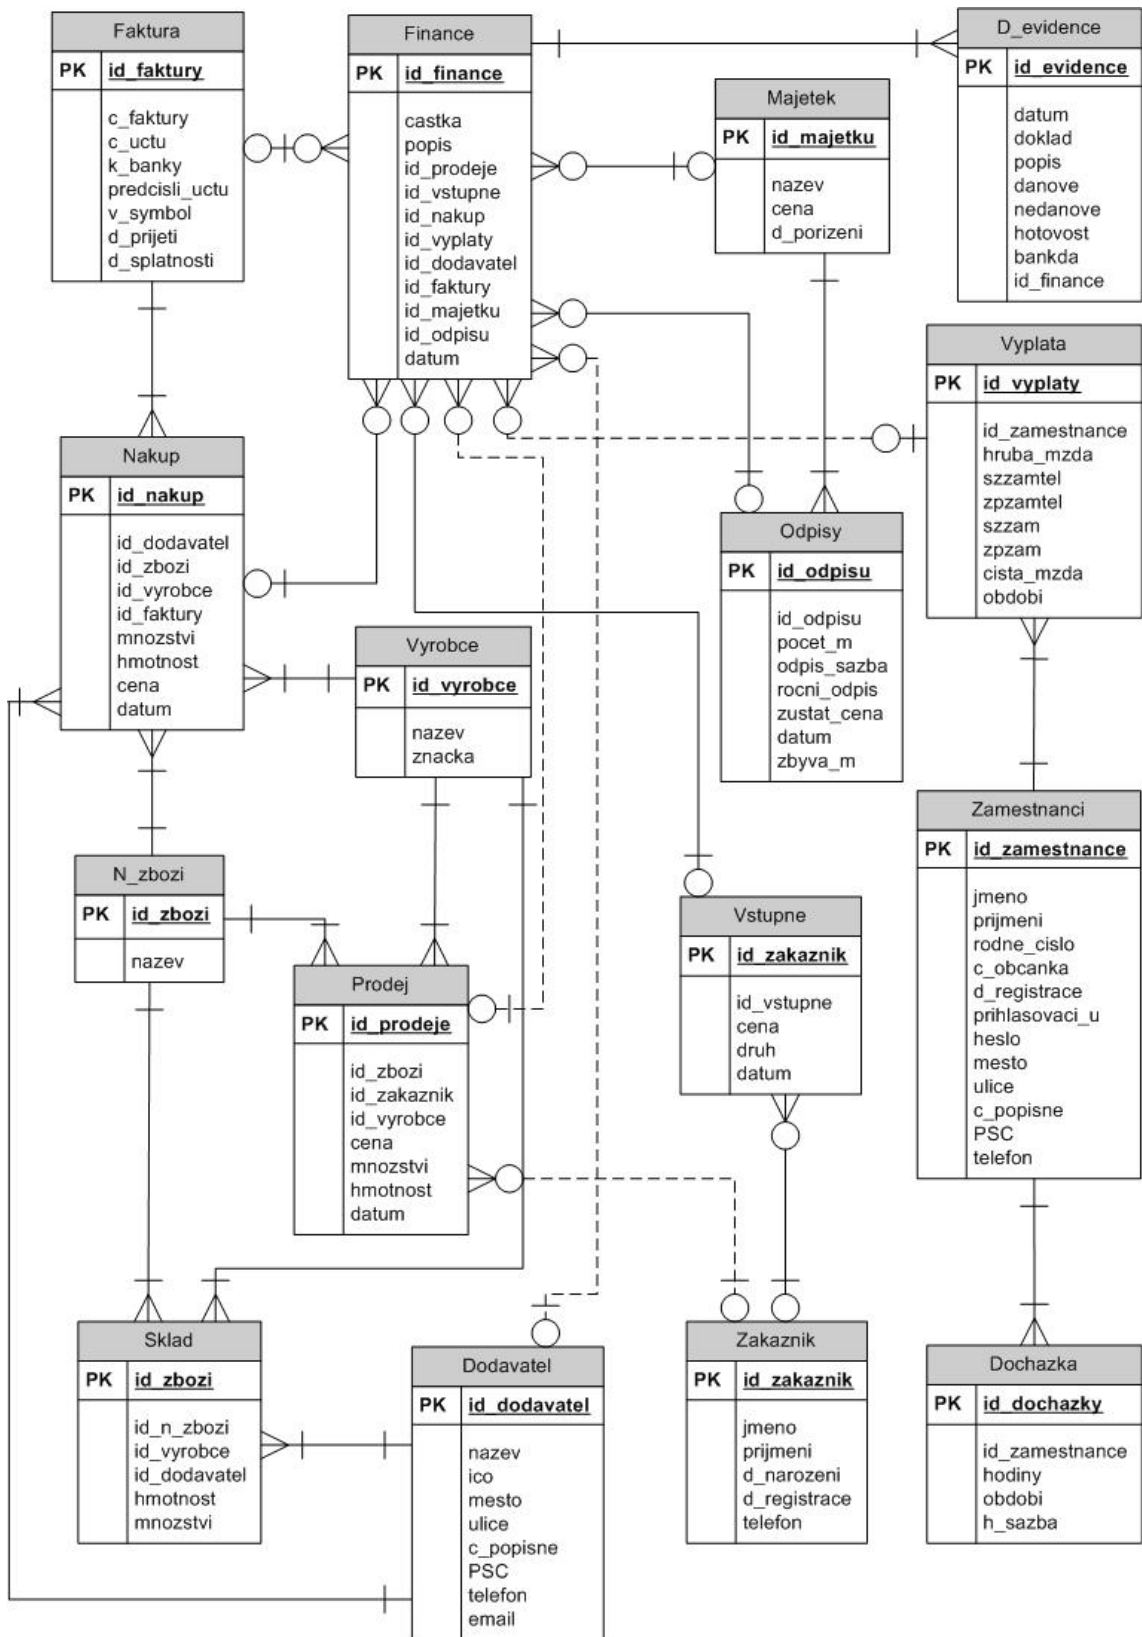 Faktura
PK id_faktury
c_faktury
c_uctu
k_banky
predcisli_uctu
v_symbol
d_prijeti
d_splatnosti
Finance
PK id_finance
castka
popis
id_prodeje
id_vstupne
id_nakup
id_vyplaty
id_dodavatel
id_faktury
id_majetku
id_odpisu
datum
D_evidence
PK id_evidence
datum
doklad
popis
danove
nedanove
hotovost
bankda
id_finance
Majetek
PK id_majetku
nazev
cena
d_porizeni
Vyplata
PK id_vyplaty
id_zamestnance
hruba_mzda
szzamtel
zpzamtel
szzam
zpzam
cista_mzda
obdobi
Nakup
PK id_nakup
id_dodavatel
id_zbozi
id_vyrobce
id_faktury
mnozstvi
hmotnost
cena
datum
Odpisy
PK id_odpisu
id_odpisu
pocet_m
odpis_sazba
rocni_odpis
zustat_cena
datum
zbyva_m
Vyrobce
PK id_vyrobce
nazev
znacka
Zamestnanci
PK id_zamestnance
jmeno
prijmeni
rodne_cislo
c_obcanka
d_registrace
prihlasovaci_u
heslo
mesto
ulice
c_popisne
PSC
telefon
N_zbozi
PK id_zbozi
nazev
Vstupne
PK id_zakaznik
id_vstupne
cena
druh
datum
Prodej
PK id_prodeje
id_zbozi
id_zakaznik
id_vyrobce
cena
mnozstvi
hmotnost
datum
Sklad
PK id_zbozi
id_n_zbozi
id_vyrobce
id_dodavatel
hmotnost
mnozstvi
Dodavatel
PK id_dodavatel
nazev
ico
mesto
ulice
c_popisne
PSC
telefon
email
Zakaznik
PK id_zakaznik
jmeno
prijmeni
d_narozeni
d_registrace
telefon
Dochazka
PK id_dochazky
id_zamestnance
hodiny
obdobi
h_sazba